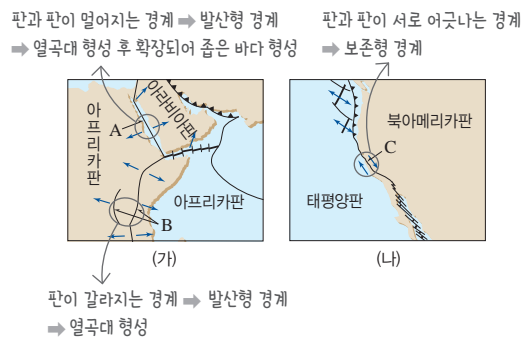 판과 판이 멀어지는 경계 ➡ 발산형 경계
➡ 열곡대 형성 후 확장되어 좁은 바다 형성
판과 판이 서로 어긋나는 경계
➡ 보존형 경계
아프리카판
A
아라비아판
아프리카판
B
(가)
북아메리카판
C
태평양판
(나)
판이 갈라지는 경계 ➡ 발산형 경계
➡ 열곡대 형성